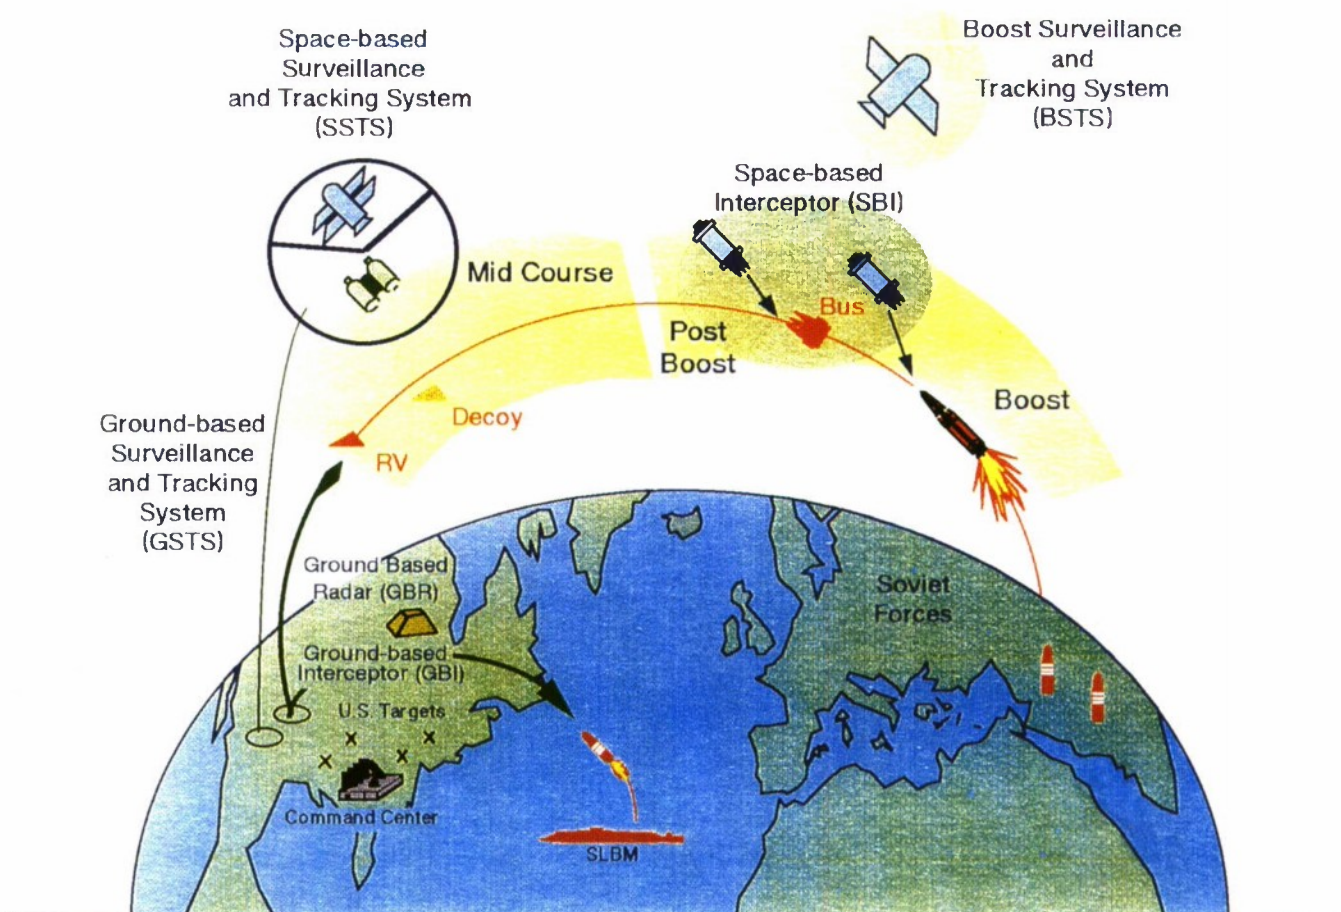 Space-based
Surveillance
and Tracking System
(SSTS)
Boost Surveillance
and
Tracking System
(BSTS)
Space-based
Interceptor (SBI)
Mid Course
Bus
Post
Boost
Boost
Decoy
RV
Ground-based
Surveillance
and Tracking
System
(GSTS)
Ground Based
Radar (GBR)
Soviet
Forces
Ground-based
Interceptor (GBI)
U.S. Targets
x
x
x
x
Command Center
SLBM